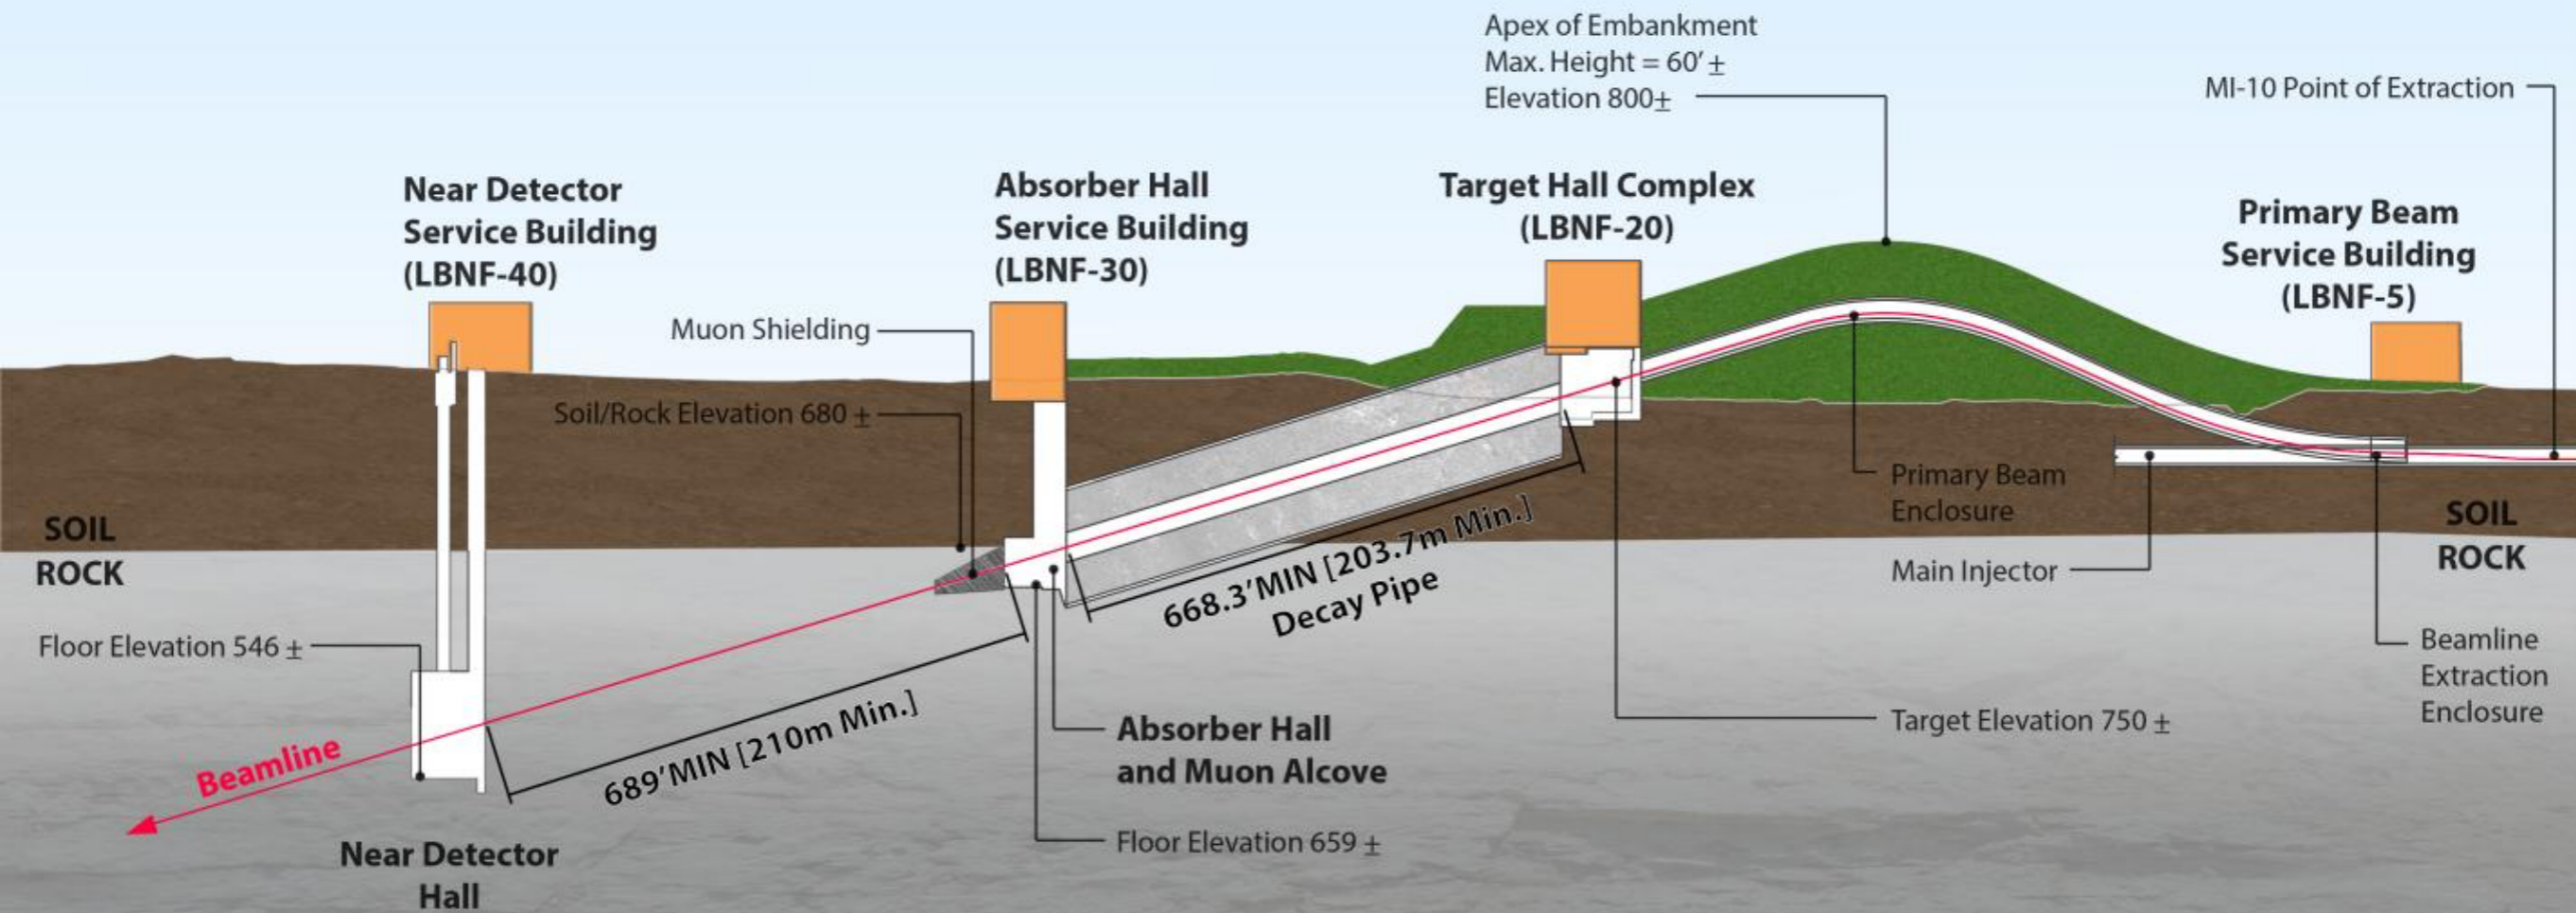 Apex of Embankment
Max. Height = 60' ±
Elevation 800±
MI-10 Point of Extraction
Near Detector
Service Building
(LBNF-40)
Absorber Hall
Service Building
(LBNF-30)
Target Hall Complex
(LBNF-20)
Primary Beam
Service Building
(LBNF-5)
Muon Shielding
Soil/Rock Elevation 680 ±
SOIL
ROCK
Floor Elevation 546 ±
Beamline
Near Detector
Hall
689'MIN [210m Min.]
668.3'MIN [203.7m Min.]
Decay Pipe
Absorber Hall
and Muon Alcove
Floor Elevation 659 ±
Primary Beam
Enclosure
Main Injector
Target Elevation 750 ±
SOIL
ROCK
Beamline
Extraction
Enclosure